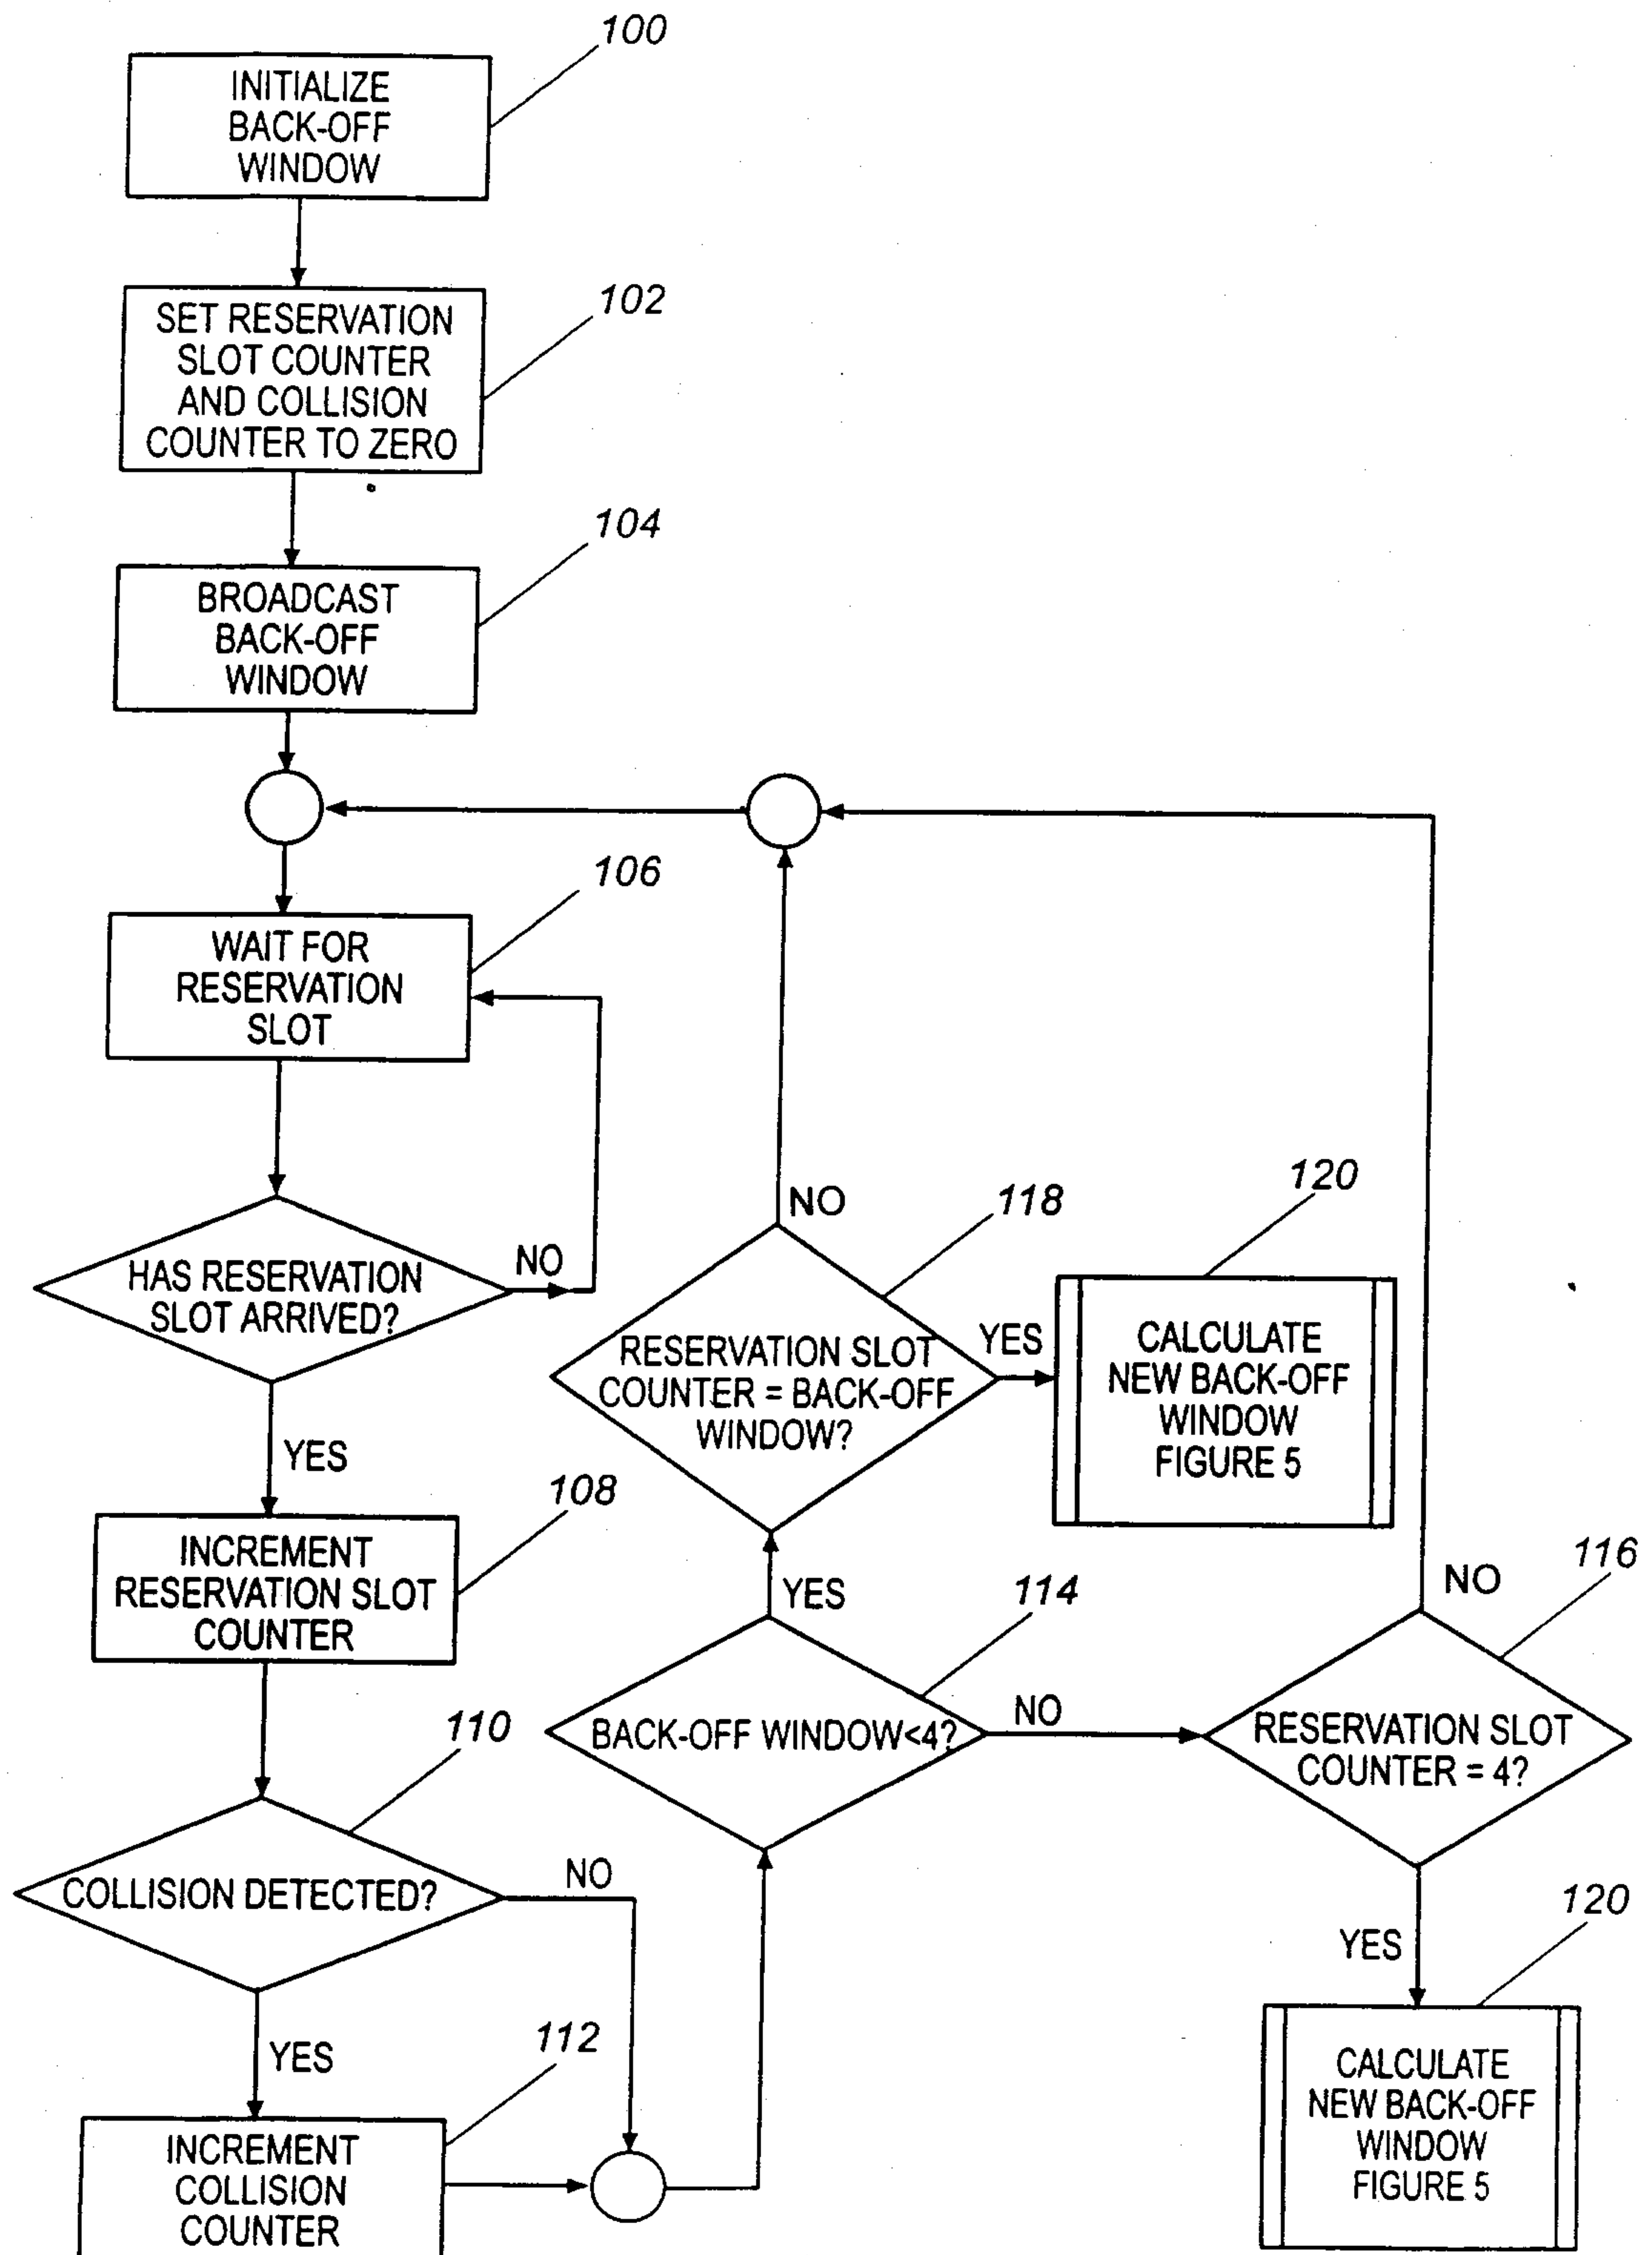 100
INITIALIZE
BACK-OFF
WINDOW
102
SET RESERVATION
SLOT COUNTER
AND COLLISION
COUNTER TO ZERO
104
BROADCAST
BACK-OFF
WINDOW
106
WAIT FOR
RESERVATION
SLOT
HAS RESERVATION
SLOT ARRIVED?
NO
YES
108
INCREMENT
RESERVATION SLOT
COUNTER
110
COLLISION DETECTED?
NO
YES
112
INCREMENT
COLLISION
COUNTER
114
BACK-OFF WINDOW<4?
YES
NO
118
RESERVATION SLOT
COUNTER = BACK-OFF
WINDOW?
NO
YES
120
CALCULATE
NEW BACK-OFF
WINDOW
FIGURE 5
116
RESERVATION SLOT
COUNTER = 4?
NO
YES
120
CALCULATE
NEW BACK-OFF
WINDOW
FIGURE 5